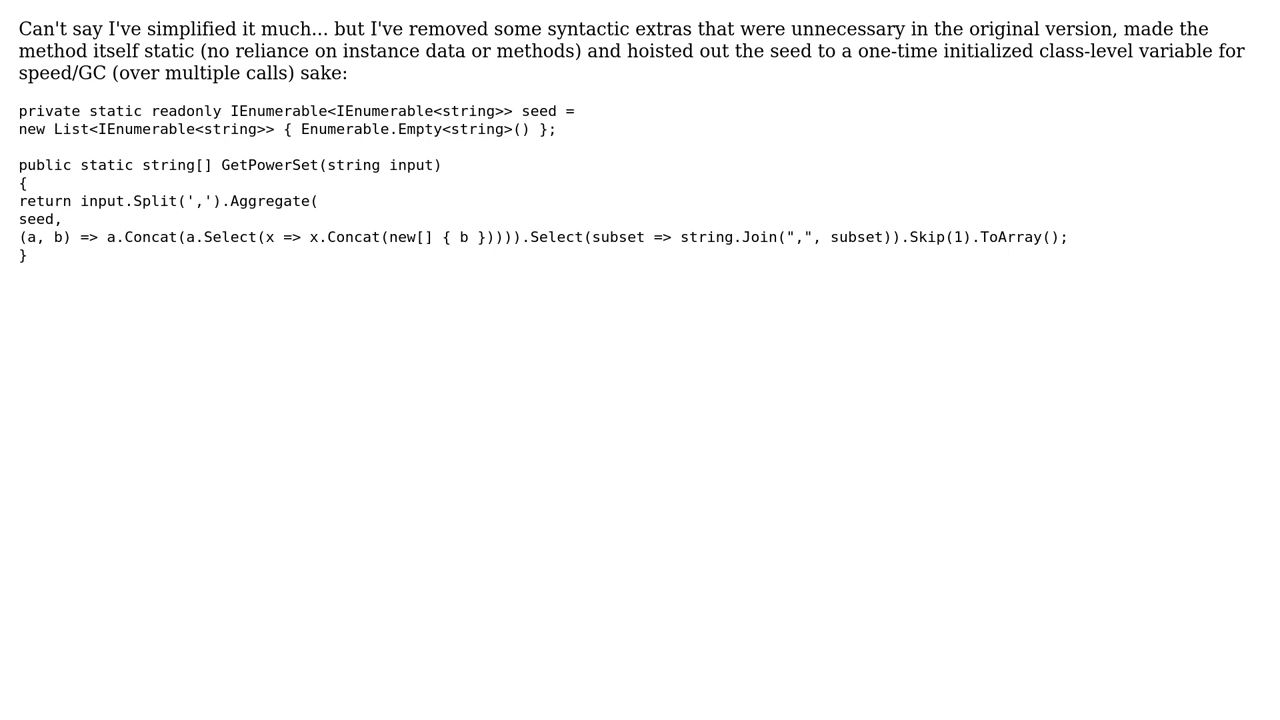 Can't say I've simplified it much... but I've removed some syntactic extras that were unnecessary in the original version, made the
method itself static (no reliance on instance data or methods) and hoisted out the seed to a one-time initialized class-level variable for
speed/GC (over multiple calls) sake:
private static readonly IEnumerable<IEnumerable<string>> seed =
new List<IEnumerable<string>> { Enumerable.Empty<string>() };
public static string[] GetPowerSet(string input)
{
return input.Split(',').Aggregate(
seed,
(a, b) => a.Concat(a.Select(x => x.Concat(new[] { b })))).Select(subset => string.Join(",", subset)).Skip(1).ToArray();
}